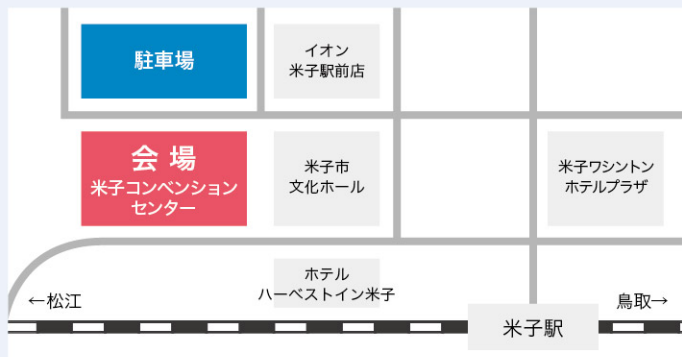 駐車場
イオン
米子駅前店
会 場
米子コンベンション
センター
米子市
文化ホール
米子ワシントン
ホテルプラザ
ホテル
ハーベストイン米子
←松江
鳥取→
米子駅